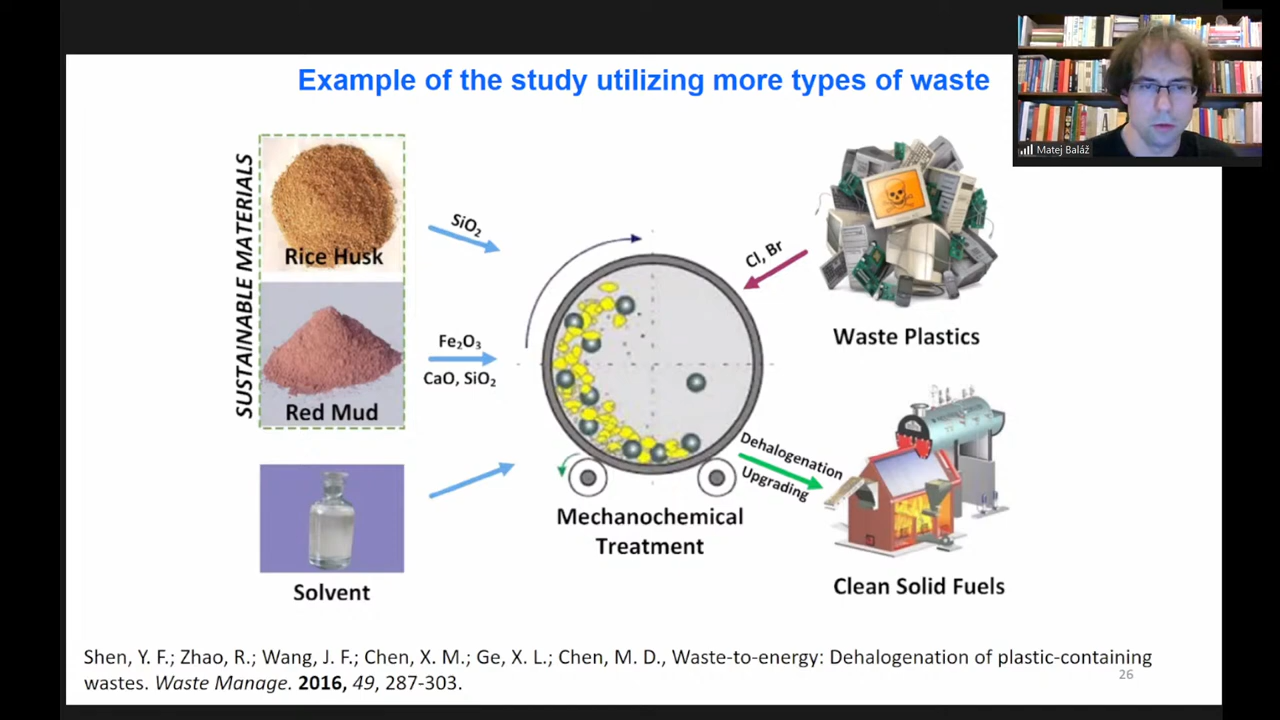 Example of the study utilizing more types of waste
Matej Baláž
SUSTAINABLE MATERIALS
Rice Husk
SiO₂
Red Mud
Fe₂O₃
CaO, SiO₂
Solvent
Mechanochemical
Treatment
Cl, Br
Waste Plastics
Dehalogenation
Upgrading
Clean Solid Fuels
Shen, Y. F.; Zhao, R.; Wang, J. F.; Chen, X. M.; Ge, X. L.; Chen, M. D., Waste-to-energy: Dehalogenation of plastic-containing
wastes. Waste Manage. 2016, 49, 287-303.
26